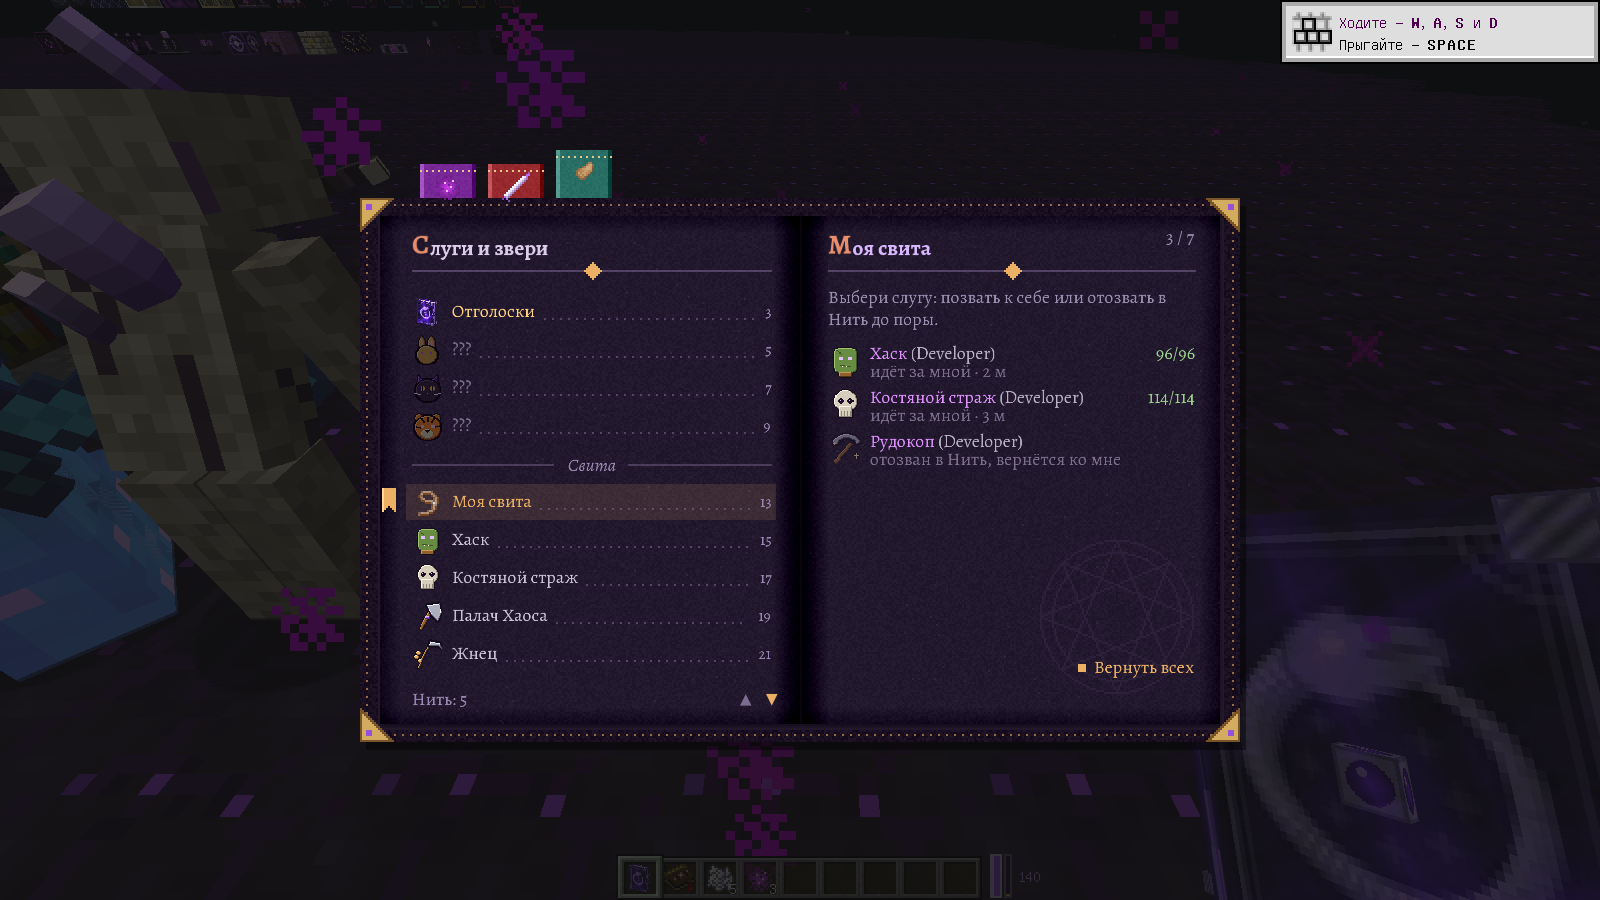 Ходите – W, A, S и D
Прыгайте – SPACE
Слуги и звери
Отголоски 3
??? 5
??? 7
??? 9
Свита
Моя свита 13
Хаск 15
Костяной страж 17
Палач Хаоса 19
Жнец 21
Нить: 5
Моя свита
3 / 7
Выбери слугу: позвать к себе или отозвать в
Нить до поры.
Хаск (Developer) 96/96
идёт за мной · 2 м
Костяной страж (Developer) 114/114
идёт за мной · 3 м
Рудокоп (Developer)
отозван в Нить, вернётся ко мне
Вернуть всех
5 3
140